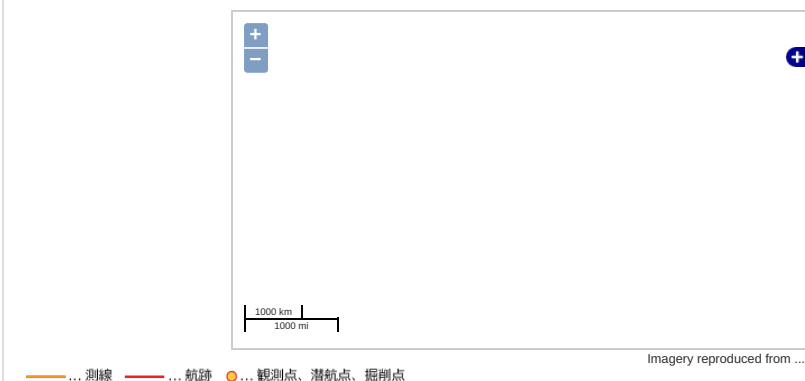 +
−
+
1000 km
1000 mi
Imagery reproduced from ...
... 測線 ... 航跡 ... 観測点、潜航点、掘削点